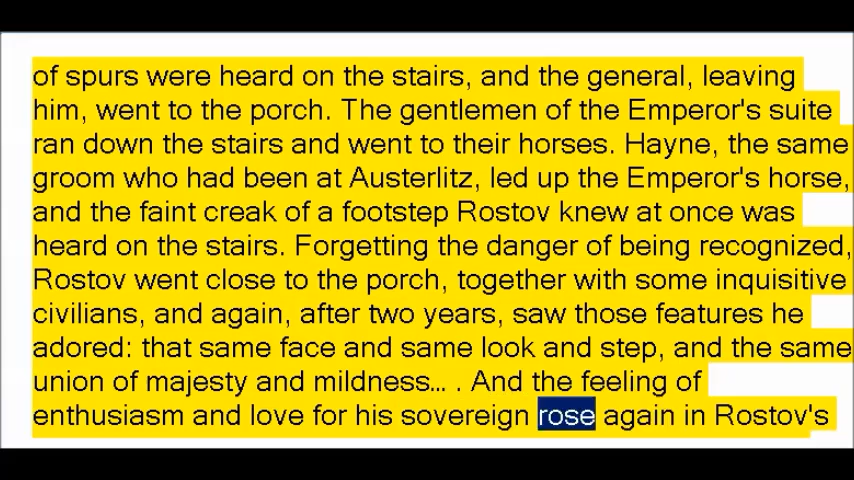 of spurs were heard on the stairs, and the general, leaving
him, went to the porch. The gentlemen of the Emperor's suite
ran down the stairs and went to their horses. Hayne, the same
groom who had been at Austerlitz, led up the Emperor's horse,
and the faint creak of a footstep Rostov knew at once was
heard on the stairs. Forgetting the danger of being recognized,
Rostov went close to the porch, together with some inquisitive
civilians, and again, after two years, saw those features he
adored: that same face and same look and step, and the same
union of majesty and mildness... . And the feeling of
enthusiasm and love for his sovereign rose again in Rostov's